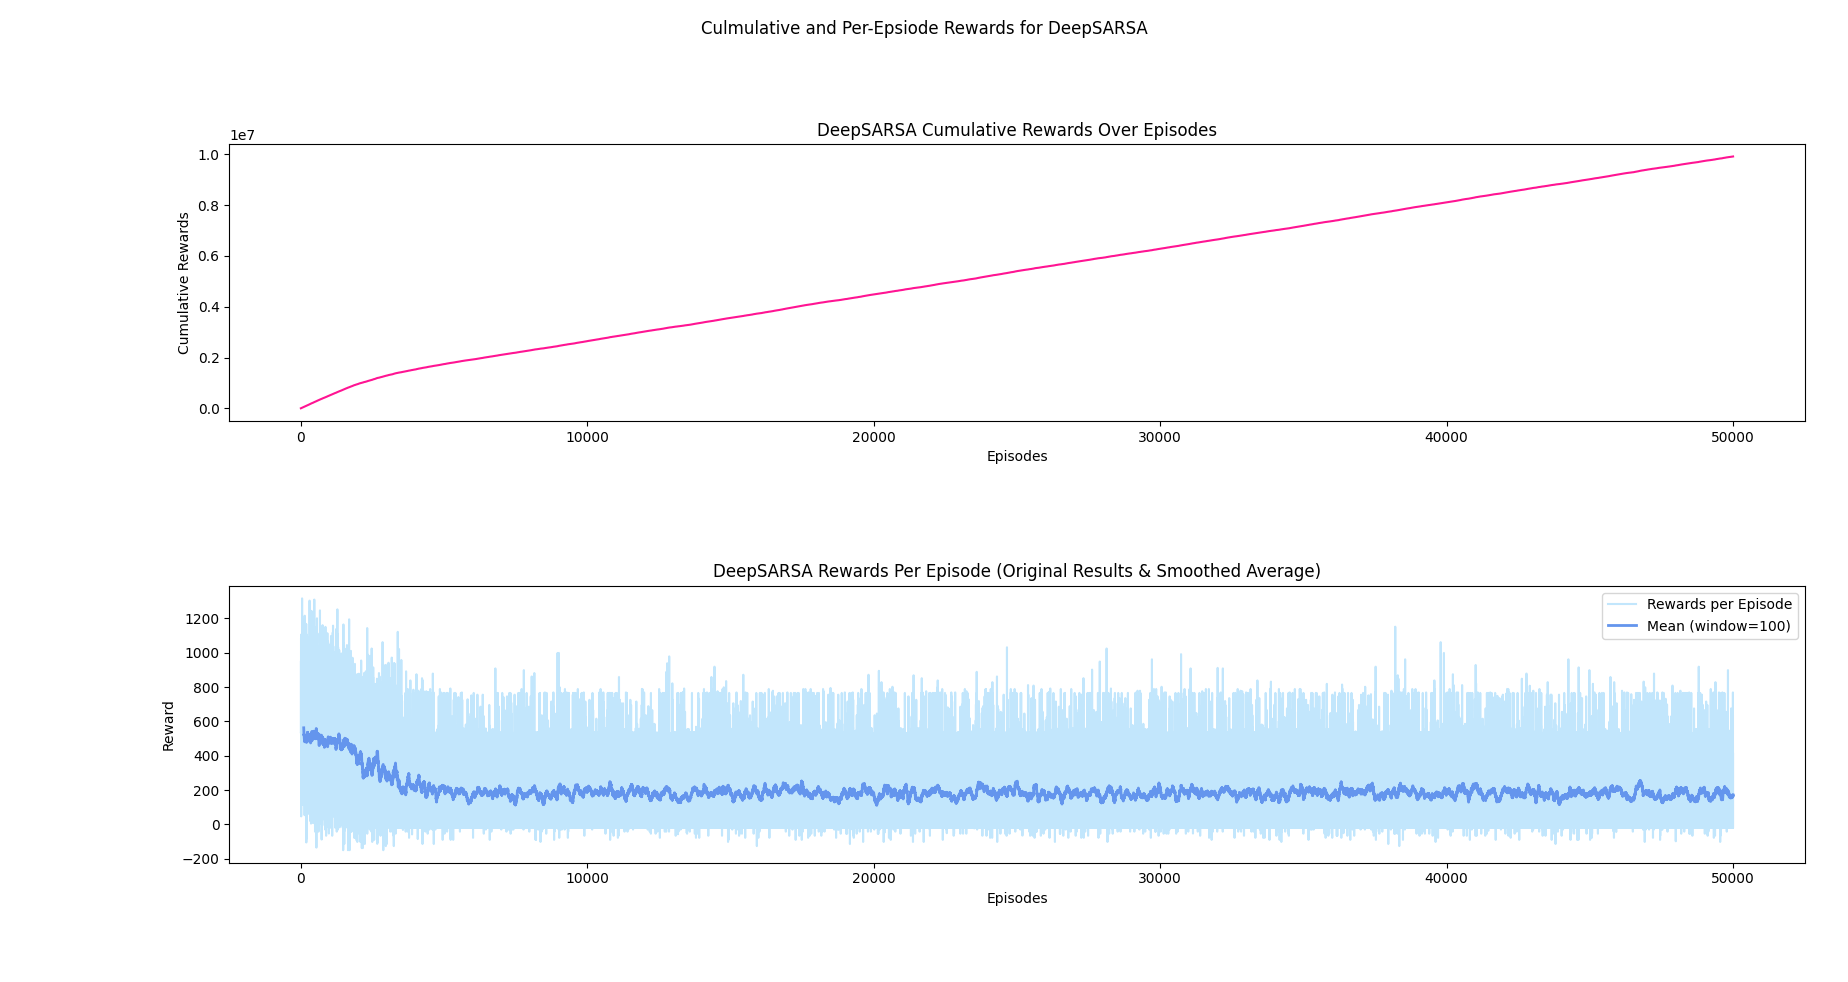 Culmulative and Per-Epsiode Rewards for DeepSARSA
DeepSARSA Cumulative Rewards Over Episodes
1e7
1.0
0.8
0.6
0.4
0.2
0.0
Cumulative Rewards
0 10000 20000 30000 40000 50000
Episodes
DeepSARSA Rewards Per Episode (Original Results & Smoothed Average)
Rewards per Episode
Mean (window=100)
1200
1000
800
600
400
200
0
−200
Reward
0 10000 20000 30000 40000 50000
Episodes